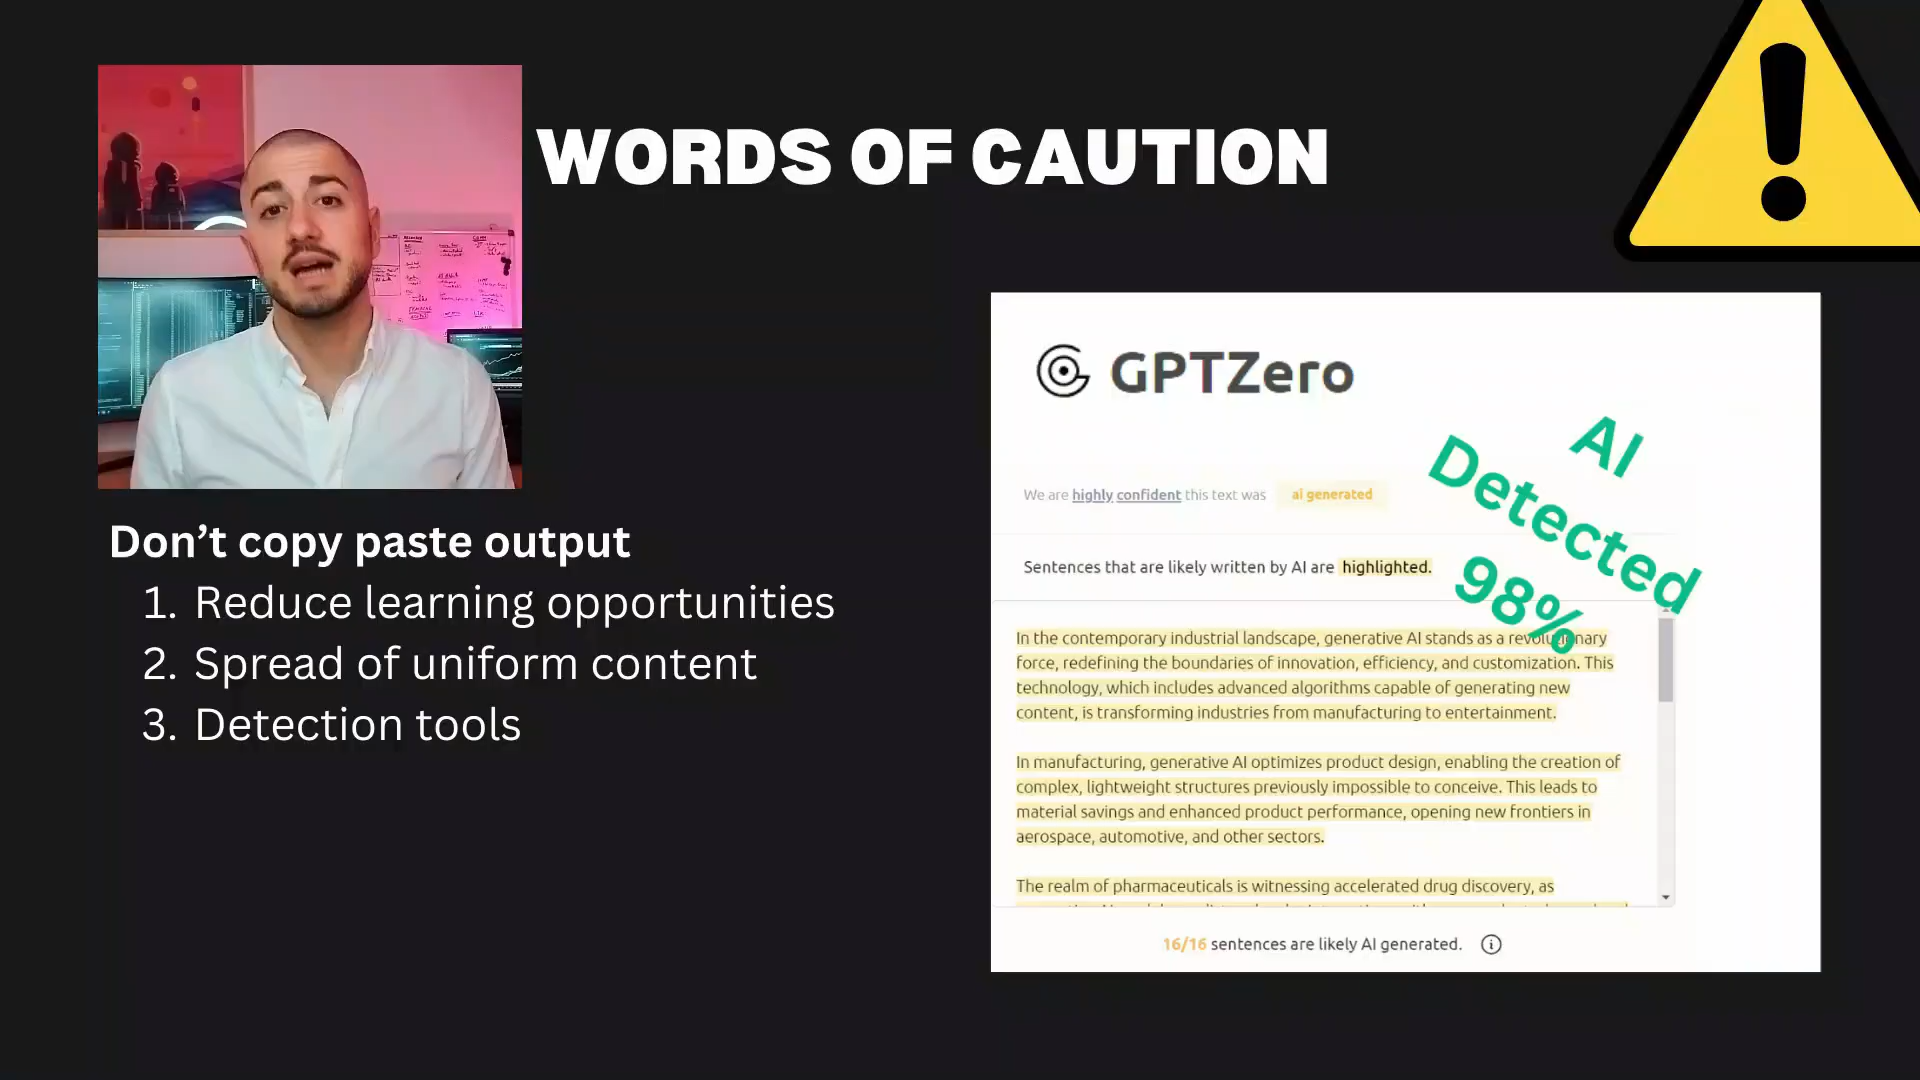 WORDS OF CAUTION
Don’t copy paste output
1. Reduce learning opportunities
2. Spread of uniform content
3. Detection tools
GPTZero
AI
Detected
98%
We are highly confident this text was ai generated
Sentences that are likely written by AI are highlighted.
In the contemporary industrial landscape, generative AI stands as a revolutionary
force, redefining the boundaries of innovation, efficiency, and customization. This
technology, which includes advanced algorithms capable of generating new
content, is transforming industries from manufacturing to entertainment.
In manufacturing, generative AI optimizes product design, enabling the creation of
complex, lightweight structures previously impossible to conceive. This leads to
material savings and enhanced product performance, opening new frontiers in
aerospace, automotive, and other sectors.
The realm of pharmaceuticals is witnessing accelerated drug discovery, as
16/16 sentences are likely AI generated.